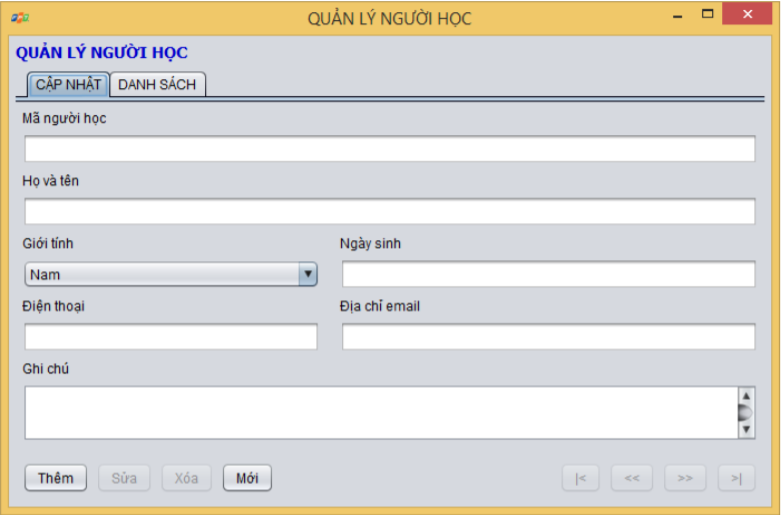 QUẢN LÝ NGƯỜI HỌC
QUẢN LÝ NGƯỜI HỌC
CẬP NHẬT DANH SÁCH
Mã người học
Họ và tên
Giới tính Ngày sinh
Nam
Điện thoại Địa chỉ email
Ghi chú
Thêm Sửa Xóa Mới |< << >> >|